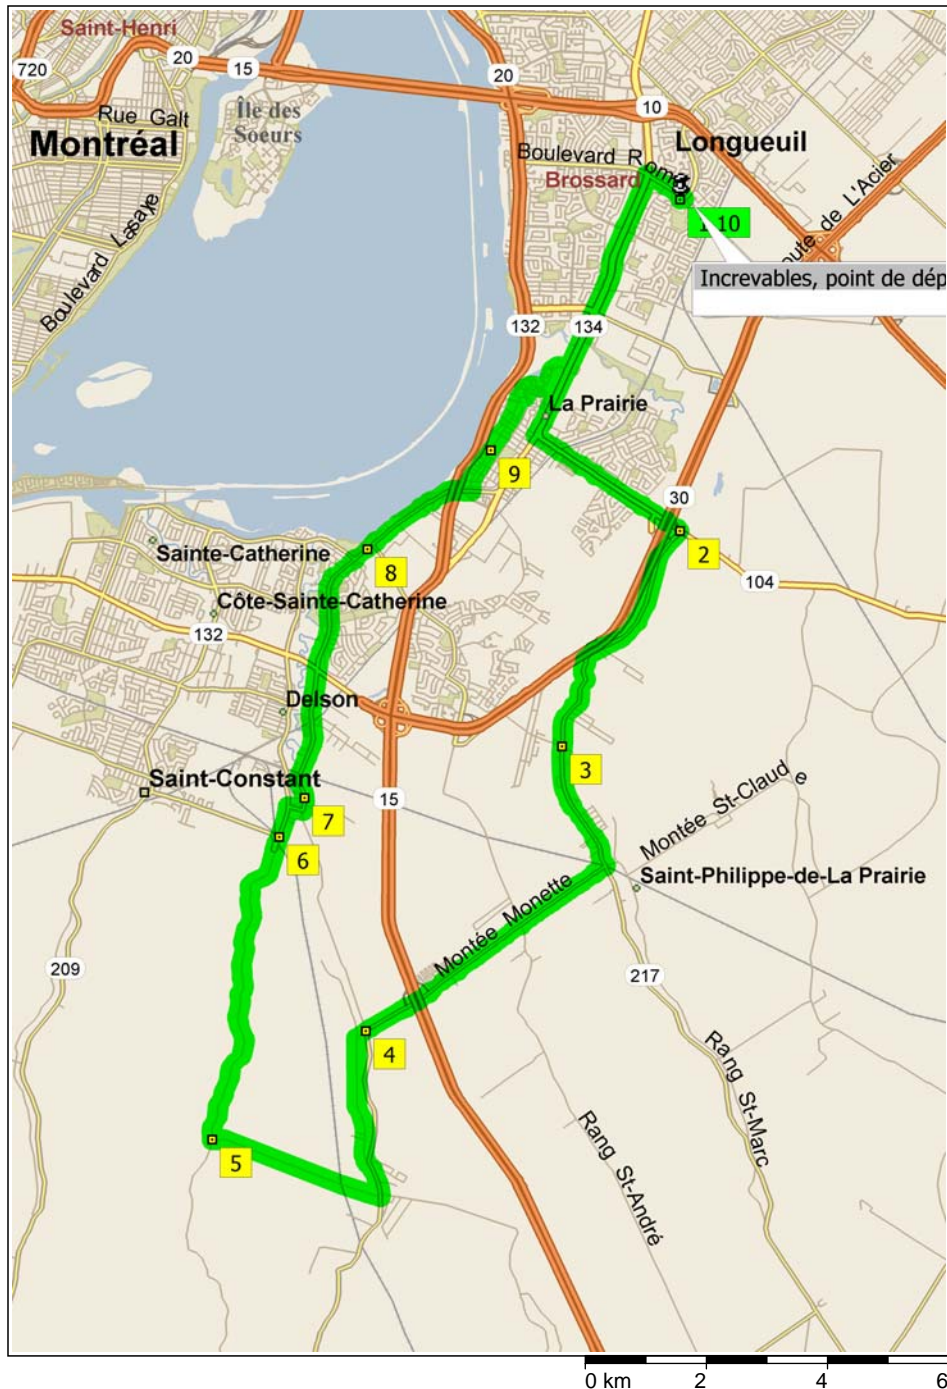 Saint-Henri
20
720
15
20
Île des
Soeurs
10
Rue Galt
Montréal
Longueuil
Boulevard Rom
Brossard
Boulevard Lasalle
1 10
oute de L'Acier
Increvables, point de dép
132
134
La Prairie
9
30
2
Sainte-Catherine
8
104
Côte-Sainte-Catherine
132
Delson
3
Saint-Constant
7
15
6
Montée St-Claude
Saint-Philippe-de-La Prairie
Montée Monette
209
217
4
Rang St-Marc
5
Rang St-André
0 km 2 4 6